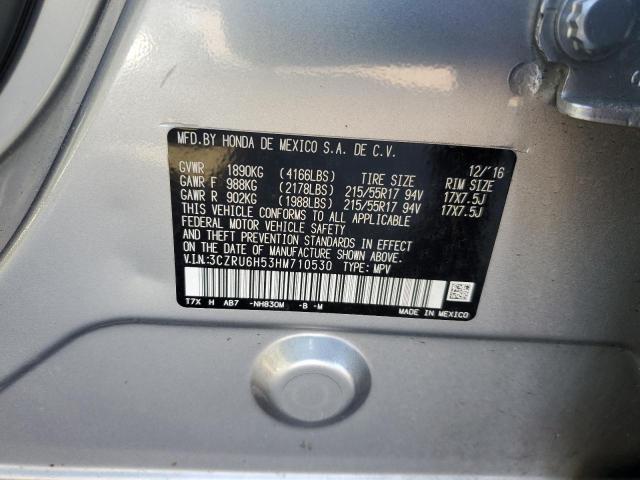 MFD.BY HONDA DE MEXICO S.A. DE C.V.
12/'16
GVWR 1890KG (4166LBS) TIRE SIZE RIM SIZE
GAWR F 988KG (2178LBS) 215/55R17 94V 17X7.5J
GAWR R 902KG (1988LBS) 215/55R17 94V 17X7.5J
THIS VEHICLE CONFORMS TO ALL APPLICABLE
FEDERAL MOTOR VEHICLE SAFETY
AND THEFT PREVENTION STANDARDS IN EFFECT
ON THE DATE OF MANUFACTURE SHOWN ABOVE.
V.I.N.:3CZRU6H53HM710530 TYPE: MPV
T7X H AB7 -NH830M -B -M
MADE IN MEXICO